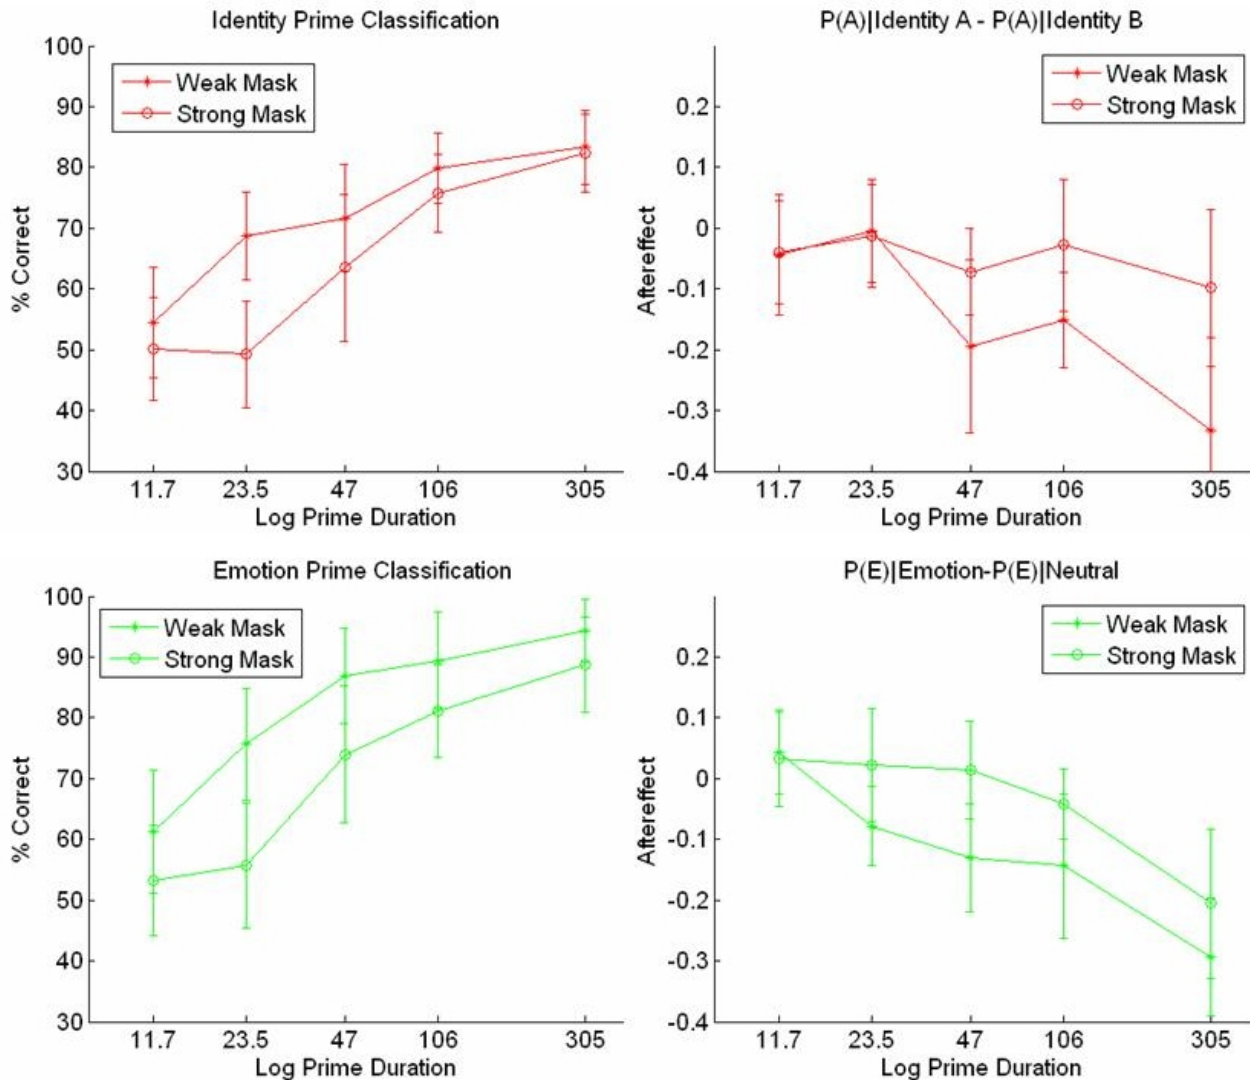 Identity Prime Classification
100
90
80
70
60
50
40
30
% Correct
Weak Mask
Strong Mask
11.7 23.5 47 106 305
Log Prime Duration
P(A)|Identity A - P(A)|Identity B
0.2
0.1
0
-0.1
-0.2
-0.3
-0.4
Aftereffect
Weak Mask
Strong Mask
11.7 23.5 47 106 305
Log Prime Duration
Emotion Prime Classification
100
90
80
70
60
50
40
30
% Correct
Weak Mask
Strong Mask
11.7 23.5 47 106 305
Log Prime Duration
P(E)|Emotion-P(E)|Neutral
0.2
0.1
0
-0.1
-0.2
-0.3
-0.4
Aftereffect
Weak Mask
Strong Mask
11.7 23.5 47 106 305
Log Prime Duration